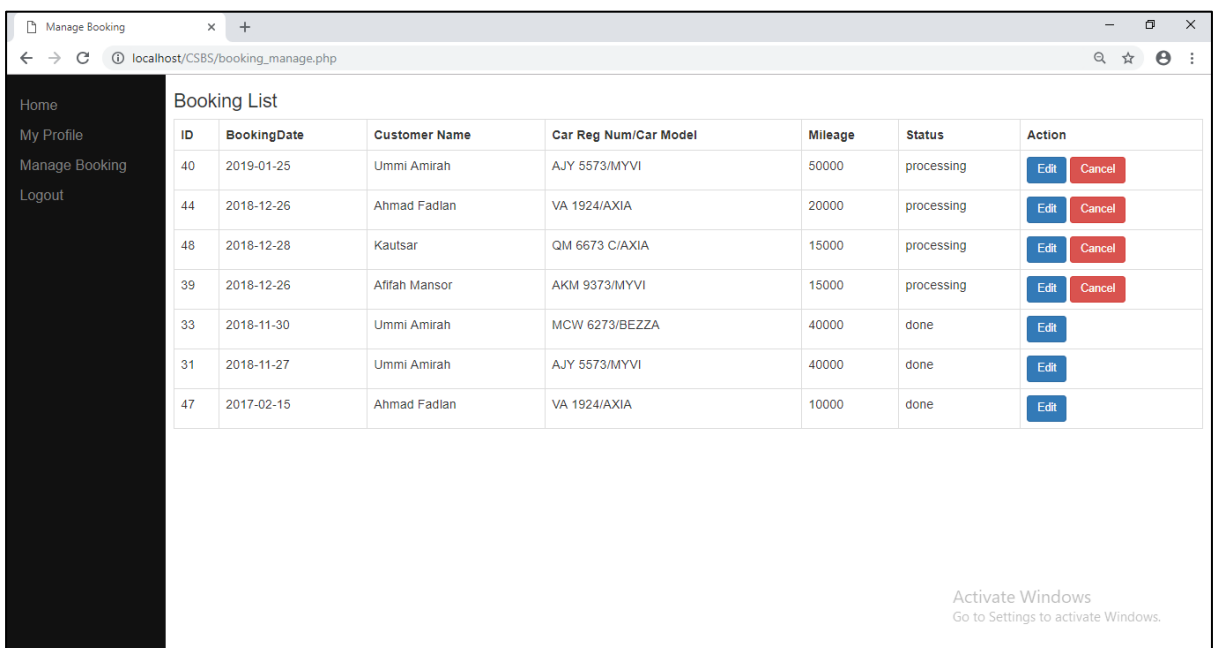 Manage Booking
localhost/CSBS/booking_manage.php
Home
My Profile
Manage Booking
Logout
Booking List
ID BookingDate Customer Name Car Reg Num/Car Model Mileage Status Action
40 2019-01-25 Ummi Amirah AJY 5573/MYVI 50000 processing Edit Cancel
44 2018-12-26 Ahmad Fadlan VA 1924/AXIA 20000 processing Edit Cancel
48 2018-12-28 Kautsar QM 6673 C/AXIA 15000 processing Edit Cancel
39 2018-12-26 Afifah Mansor AKM 9373/MYVI 15000 processing Edit Cancel
33 2018-11-30 Ummi Amirah MCW 6273/BEZZA 40000 done Edit
31 2018-11-27 Ummi Amirah AJY 5573/MYVI 40000 done Edit
47 2017-02-15 Ahmad Fadlan VA 1924/AXIA 10000 done Edit
Activate Windows
Go to Settings to activate Windows.